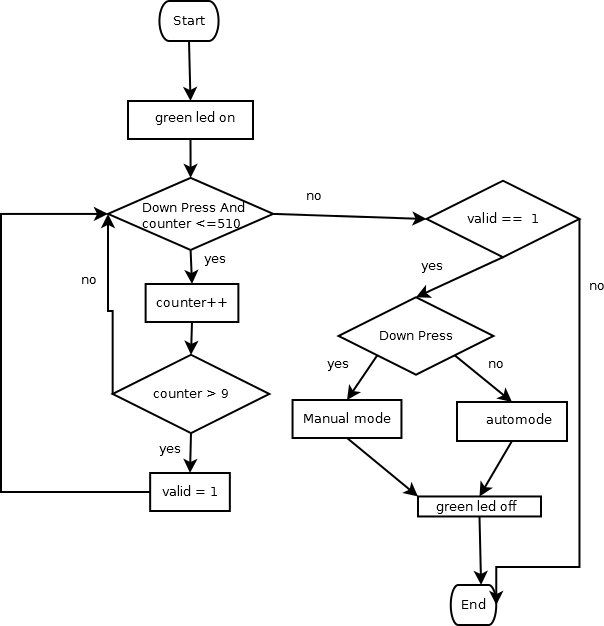 Start
green led on
Down Press And
counter <=510
no
valid == 1
yes
yes
counter++
no
no
Down Press
yes
no
counter > 9
Manual mode
automode
yes
valid = 1
green led off
End